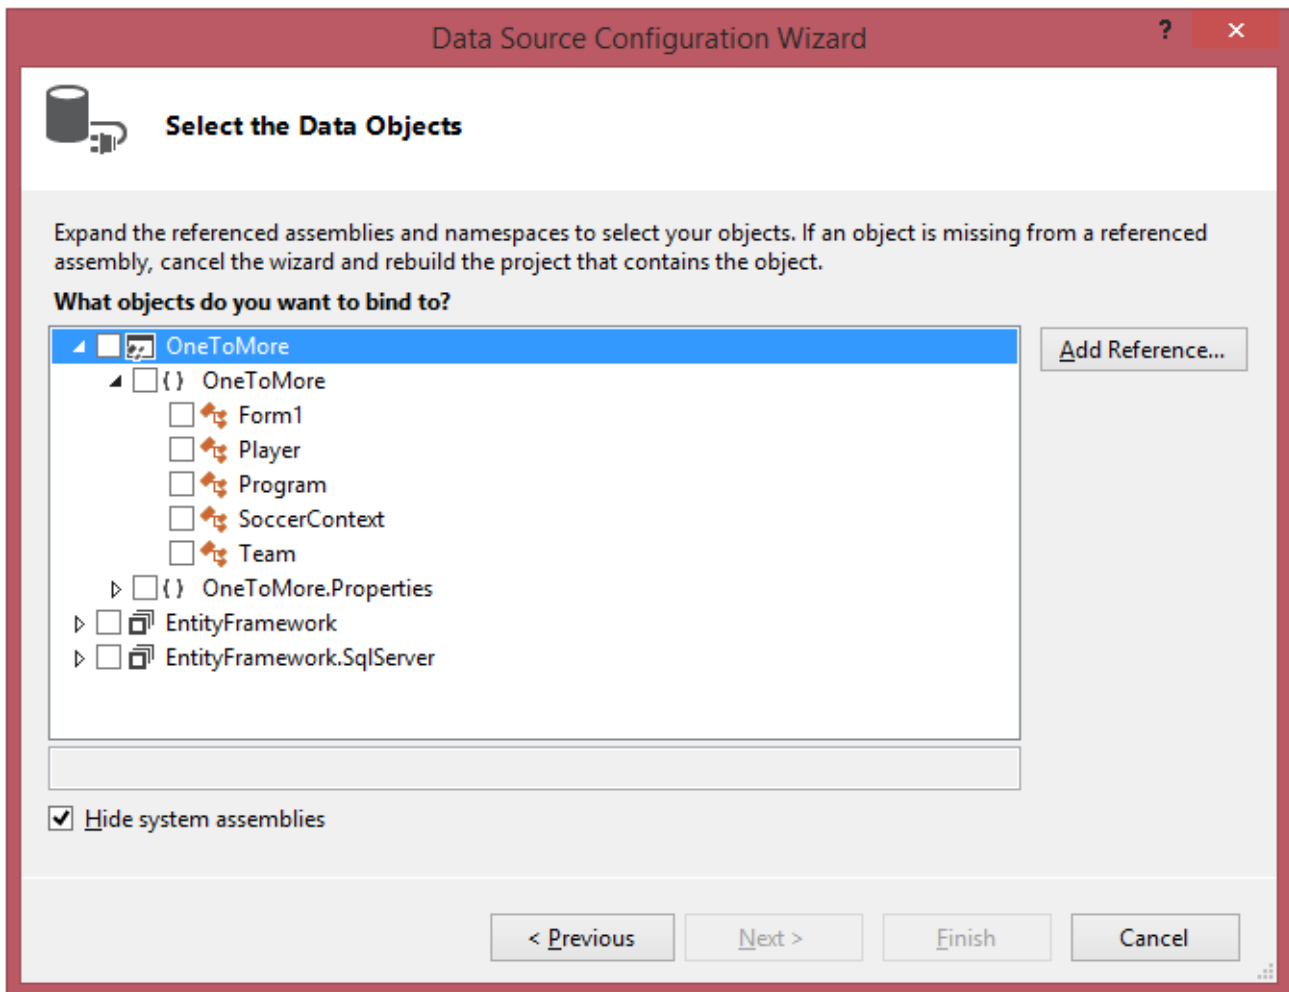 Data Source Configuration Wizard
?
×
Select the Data Objects
Expand the referenced assemblies and namespaces to select your objects. If an object is missing from a referenced
assembly, cancel the wizard and rebuild the project that contains the object.
What objects do you want to bind to?
OneToMore
Add Reference...
{ } OneToMore
Form1
Player
Program
SoccerContext
Team
{ } OneToMore.Properties
EntityFramework
EntityFramework.SqlServer
Hide system assemblies
< Previous
Next >
Finish
Cancel